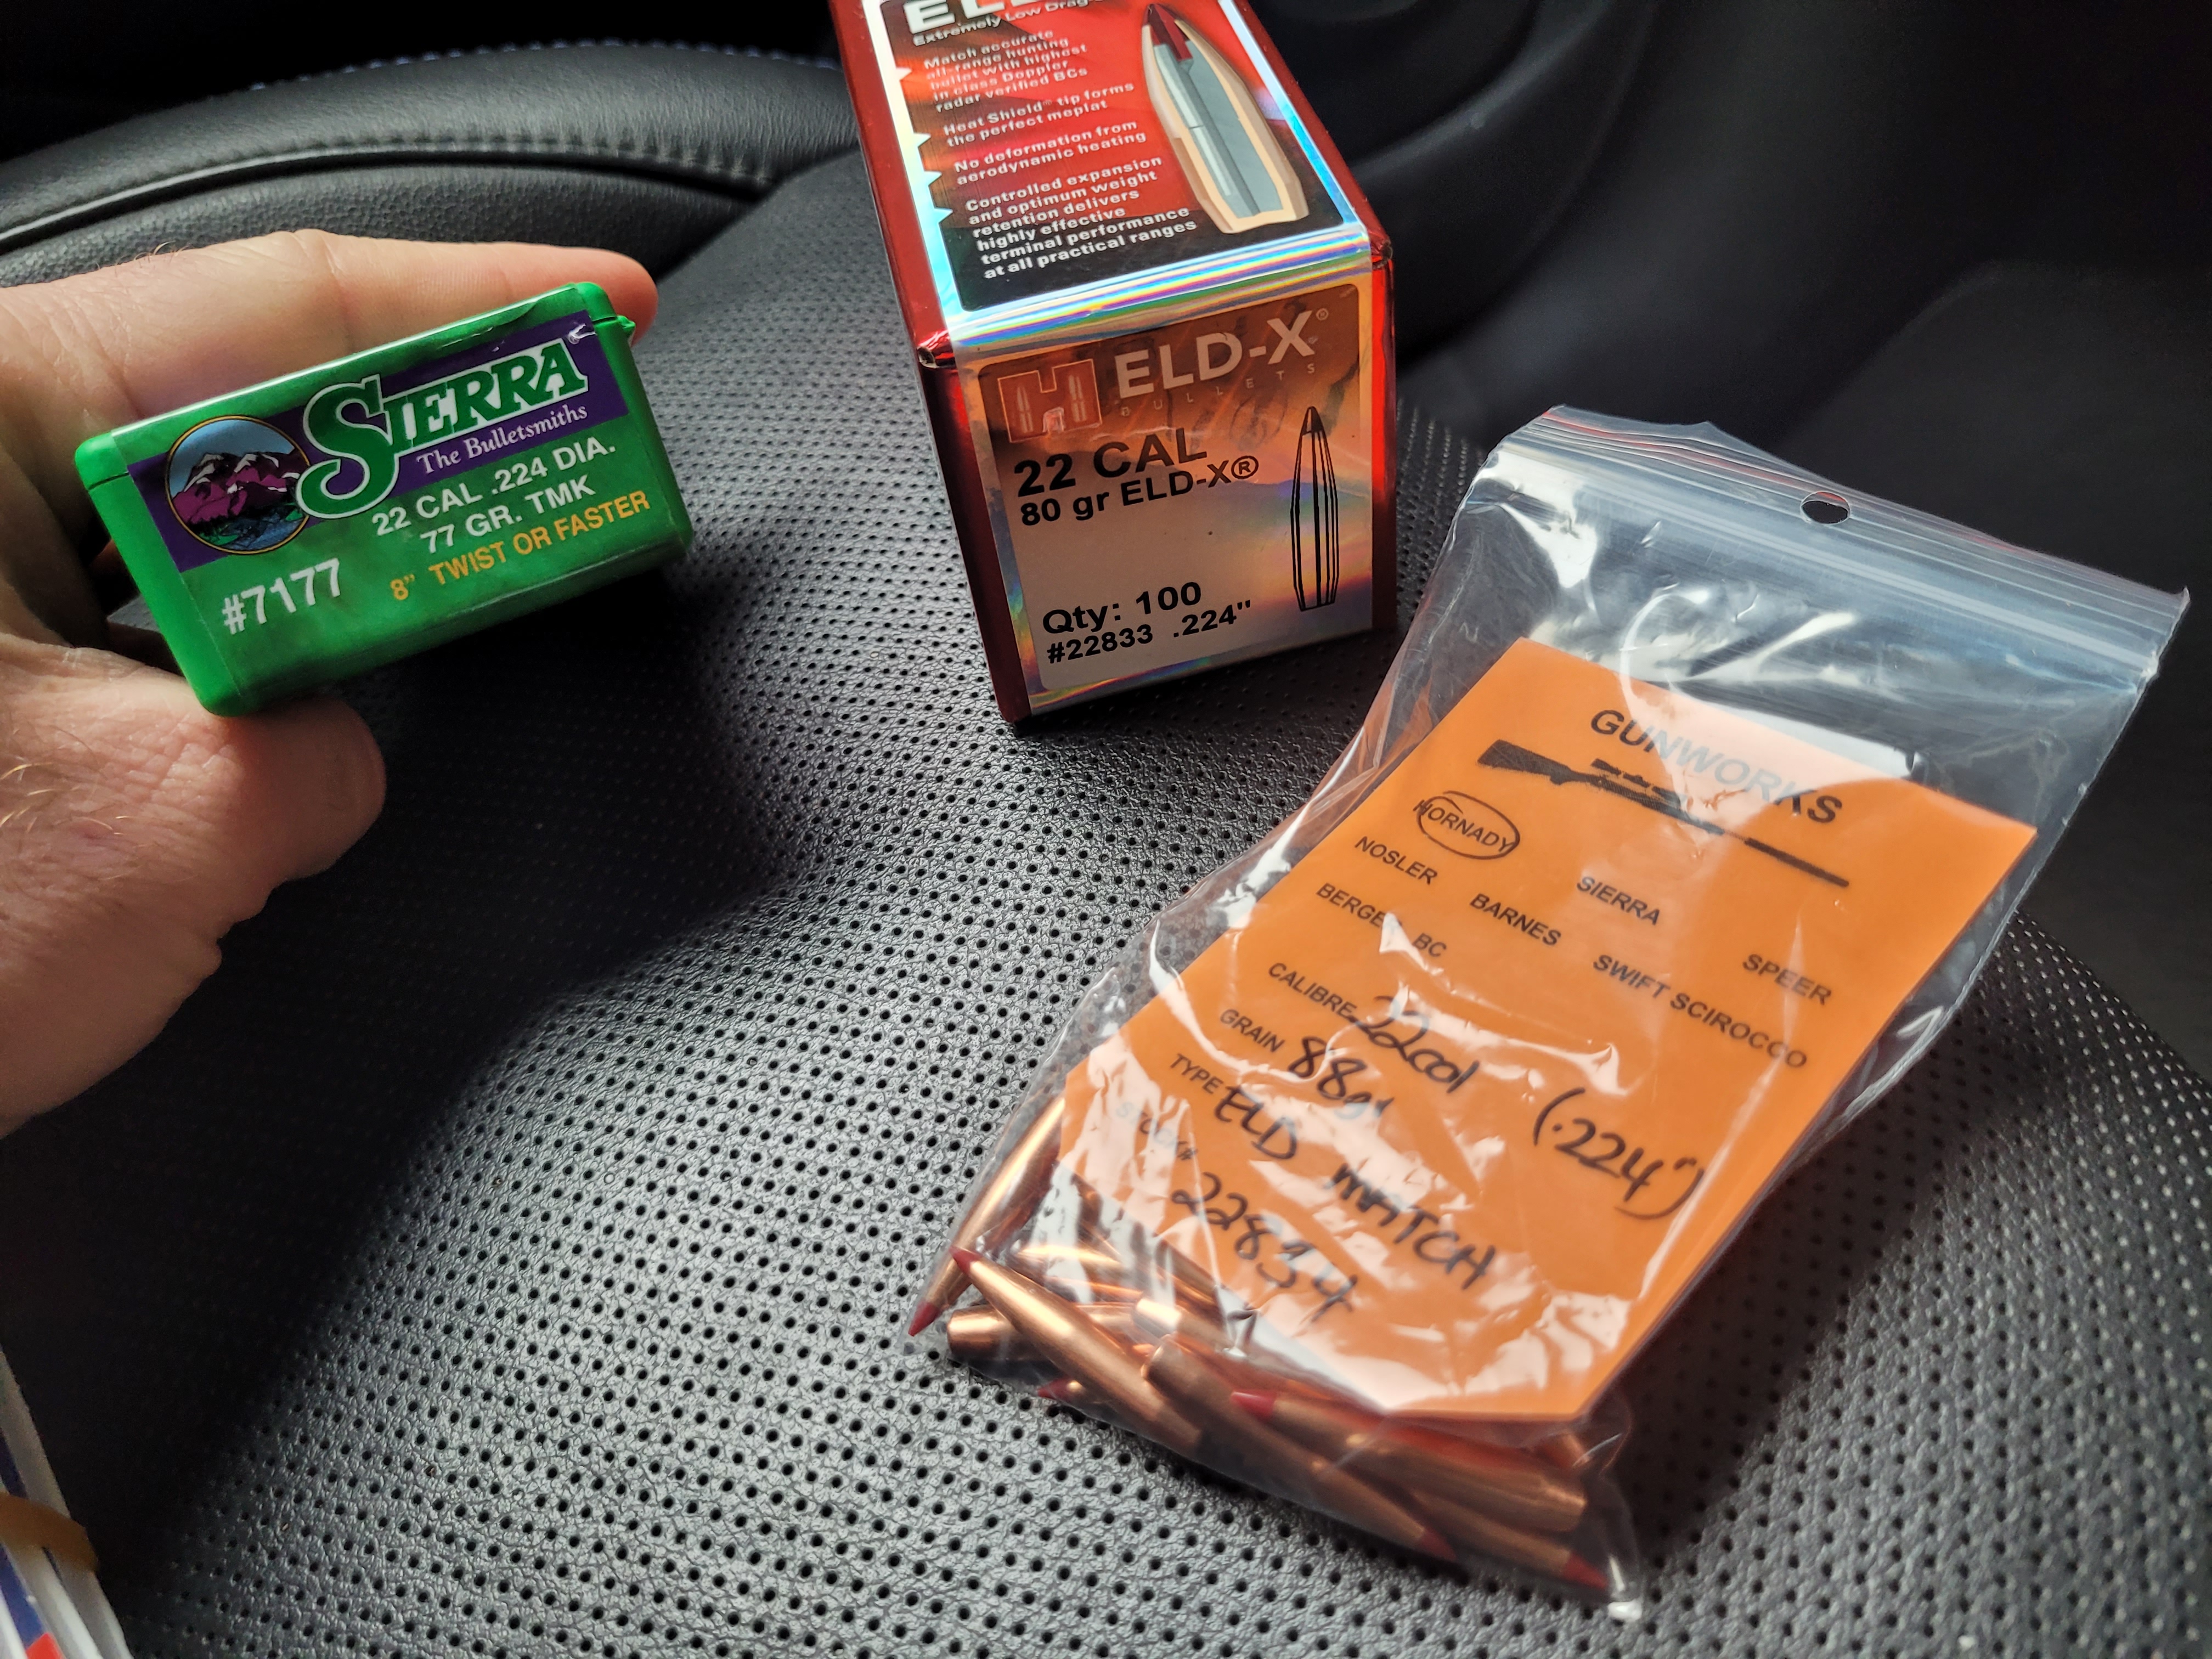 SIERRA
The Bulletsmiths
22 CAL .224 DIA.
77 GR. TMK
8" TWIST OR FASTER
#7177
Extremely Low Drag
Match accurate
all-range hunting
bullet with highest
in class Doppler
radar verified BCs
Heat Shield® tip forms
the perfect meplat
No deformation from
aerodynamic heating
Controlled expansion
and optimum weight
retention delivers
highly effective
terminal performance
at all practical ranges
H ELD-X®
BULLETS
22 CAL
80 gr ELD-X®
Qty: 100
#22833 .224"
GUNWORKS
HORNADY
NOSLER SIERRA SPEER
BERGER BC BARNES SWIFT SCIROCCO
CALIBRE 22cal (.224")
GRAIN 88gr
TYPE ELD MATCH
22834